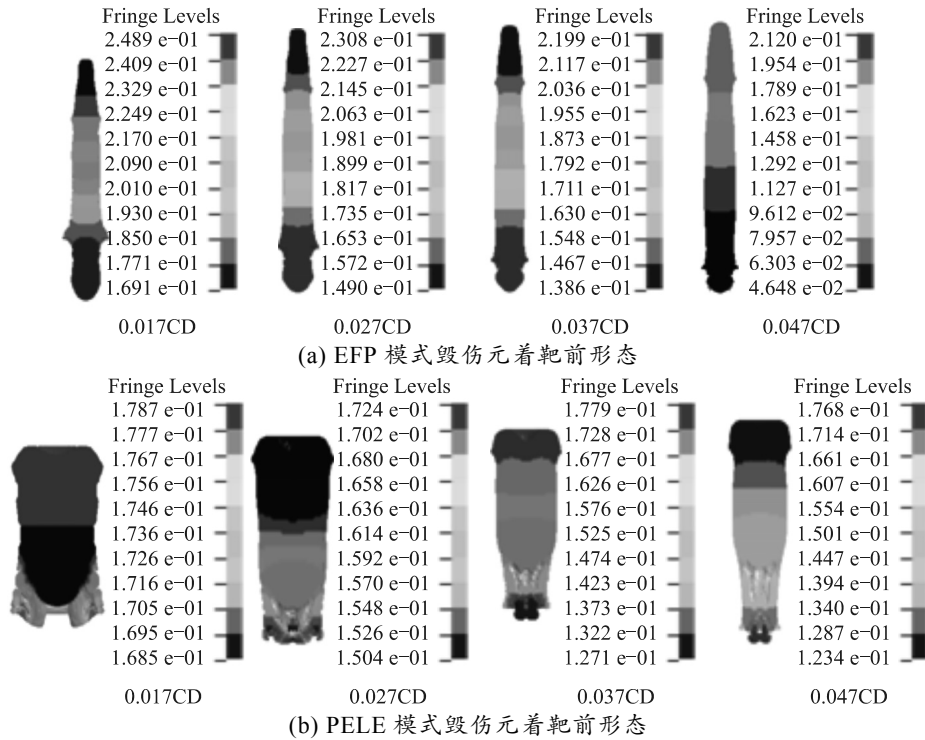 Fringe Levels
2.489 e−01
2.409 e−01
2.329 e−01
2.249 e−01
2.170 e−01
2.090 e−01
2.010 e−01
1.930 e−01
1.850 e−01
1.771 e−01
1.691 e−01
0.017CD
Fringe Levels
2.308 e−01
2.227 e−01
2.145 e−01
2.063 e−01
1.981 e−01
1.899 e−01
1.817 e−01
1.735 e−01
1.653 e−01
1.572 e−01
1.490 e−01
0.027CD
Fringe Levels
2.199 e−01
2.117 e−01
2.036 e−01
1.955 e−01
1.873 e−01
1.792 e−01
1.711 e−01
1.630 e−01
1.548 e−01
1.467 e−01
1.386 e−01
0.037CD
Fringe Levels
2.120 e−01
1.954 e−01
1.789 e−01
1.623 e−01
1.458 e−01
1.292 e−01
1.127 e−01
9.612 e−02
7.957 e−02
6.303 e−02
4.648 e−02
0.047CD
(a) EFP 模式毁伤元着靶前形态
Fringe Levels
1.787 e−01
1.777 e−01
1.767 e−01
1.756 e−01
1.746 e−01
1.736 e−01
1.726 e−01
1.716 e−01
1.705 e−01
1.695 e−01
1.685 e−01
0.017CD
Fringe Levels
1.724 e−01
1.702 e−01
1.680 e−01
1.658 e−01
1.636 e−01
1.614 e−01
1.592 e−01
1.570 e−01
1.548 e−01
1.526 e−01
1.504 e−01
0.027CD
Fringe Levels
1.779 e−01
1.728 e−01
1.677 e−01
1.626 e−01
1.576 e−01
1.525 e−01
1.474 e−01
1.423 e−01
1.373 e−01
1.322 e−01
1.271 e−01
0.037CD
Fringe Levels
1.768 e−01
1.714 e−01
1.661 e−01
1.607 e−01
1.554 e−01
1.501 e−01
1.447 e−01
1.394 e−01
1.340 e−01
1.287 e−01
1.234 e−01
0.047CD
(b) PELE 模式毁伤元着靶前形态